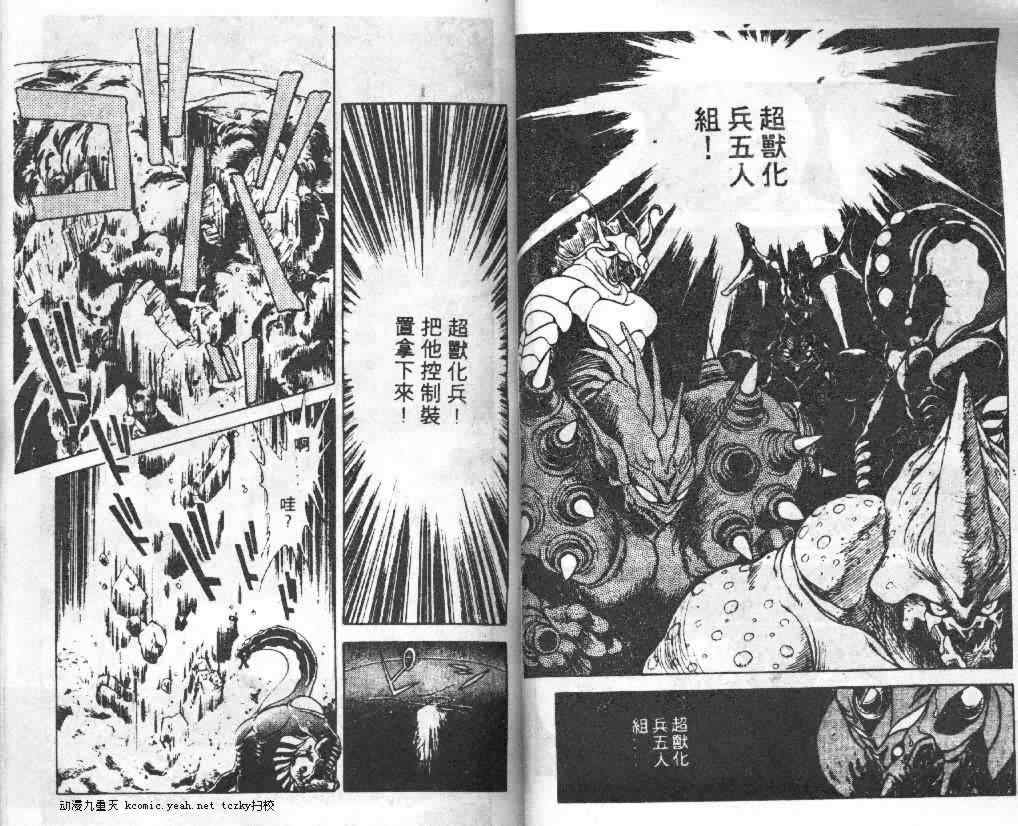 超獸化
兵五人
組！
超獸化
兵五人
組…
超獸化兵！
把他控制裝
置拿下來！
ピシ
啊…
哇?
动漫九重天 kcomic.yeah.net tczky扫校